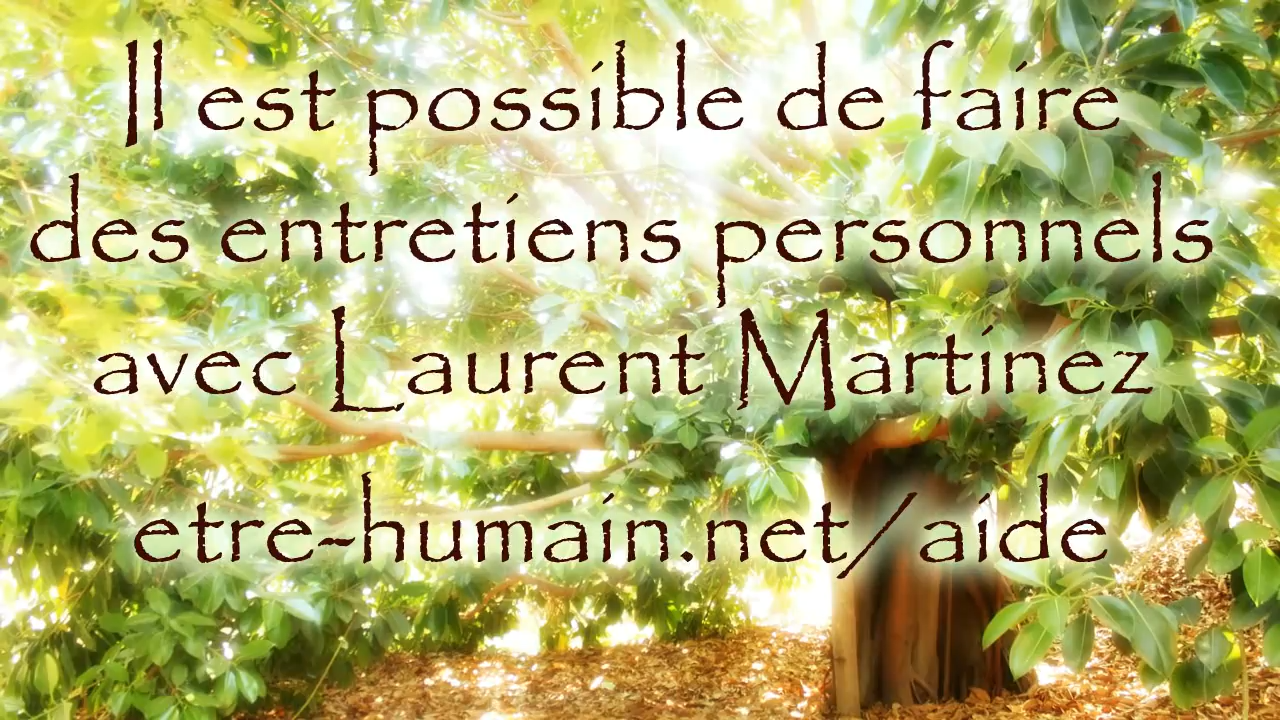 Il est possible de faire
des entretiens personnels
avec Laurent Martinez
etre-humain.net/aide